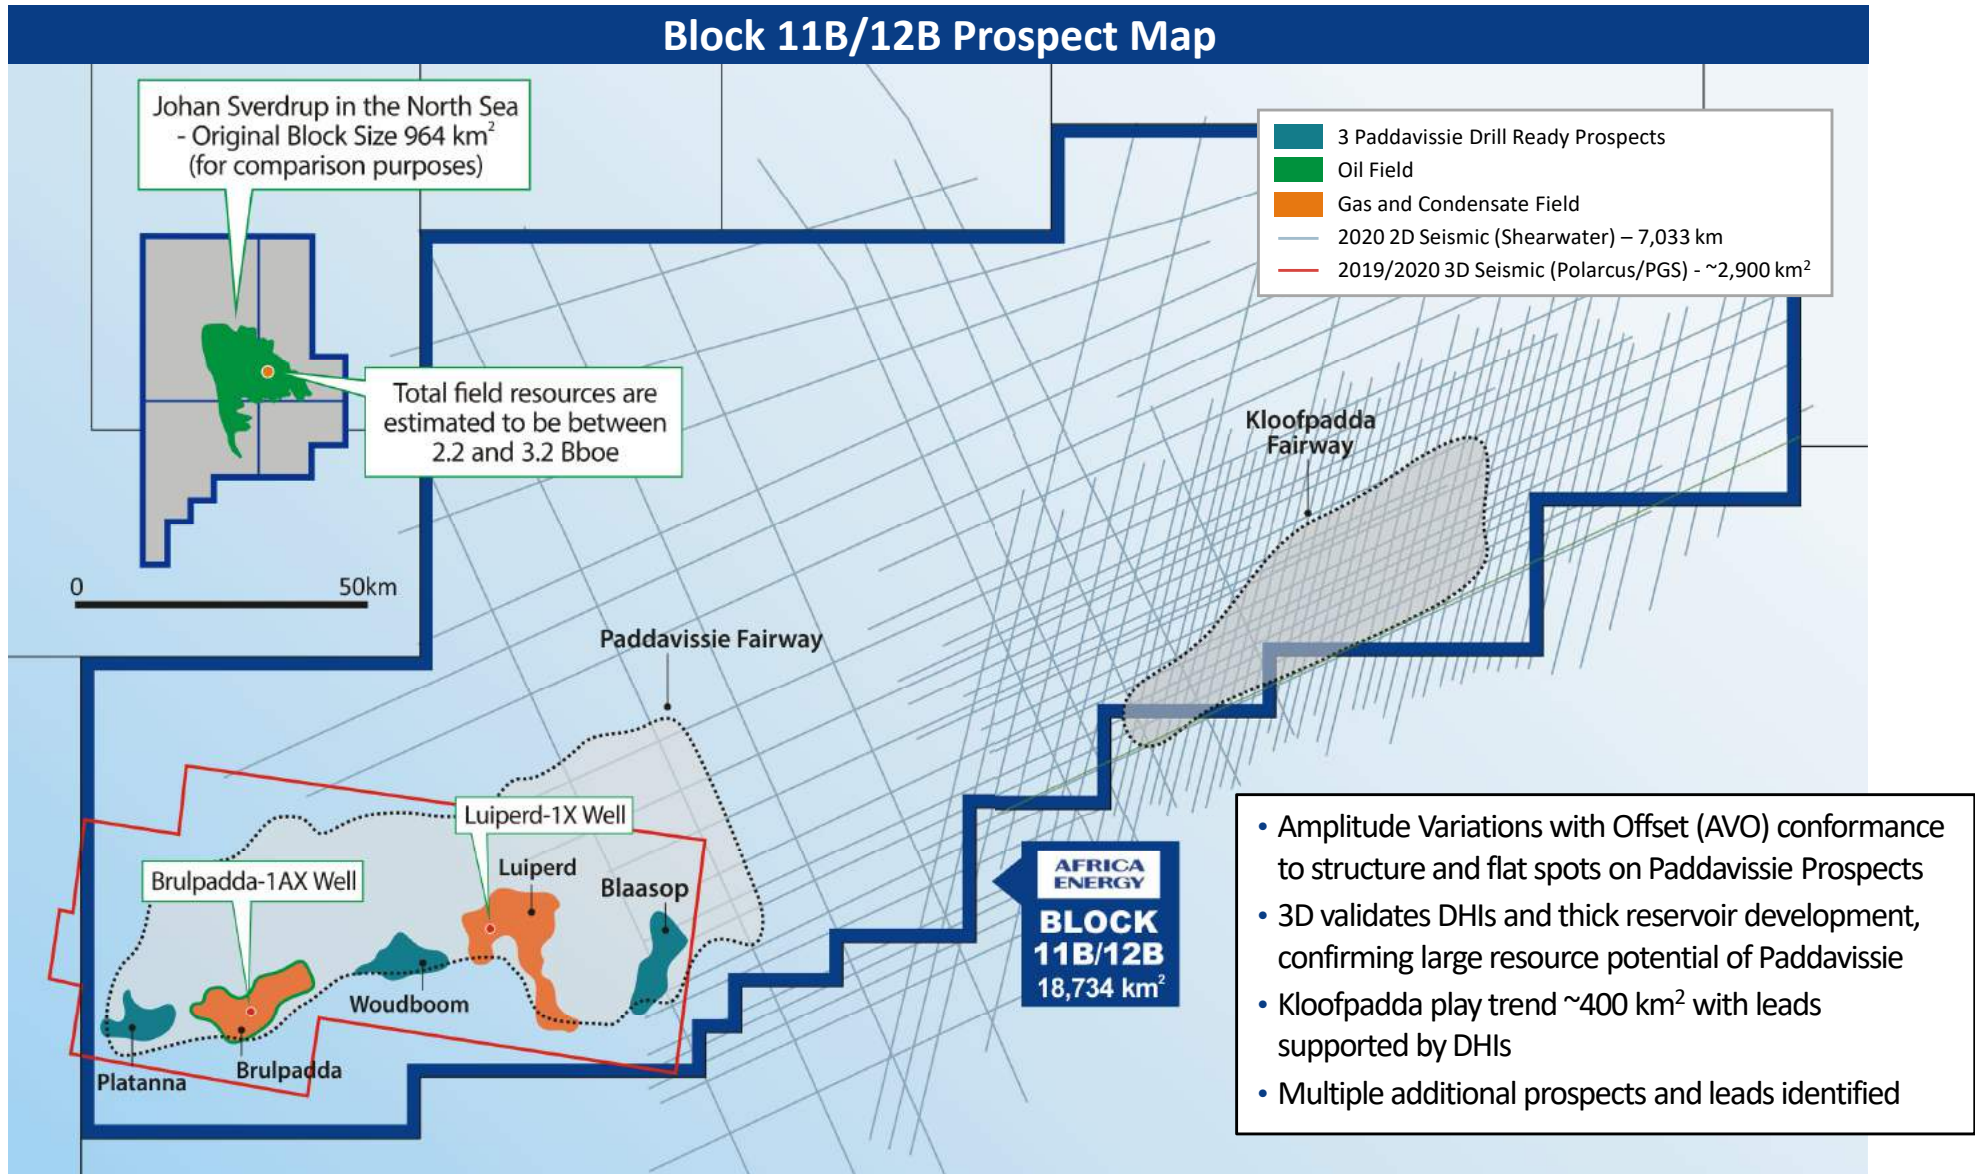 Block 11B/12B Prospect Map
Johan Sverdrup in the North Sea
- Original Block Size 964 km²
(for comparison purposes)
3 Paddavissie Drill Ready Prospects
Oil Field
Gas and Condensate Field
2020 2D Seismic (Shearwater) – 7,033 km
2019/2020 3D Seismic (Polarcus/PGS) - ~2,900 km²
Total field resources are
estimated to be between
2.2 and 3.2 Bboe
Kloofpadda
Fairway
0
50km
Paddavissie Fairway
Luiperd-1X Well
Brulpadda-1AX Well
Luiperd
Blaasop
Woudboom
Brulpadda
Platanna
AFRICA
ENERGY
BLOCK
11B/12B
18,734 km²
• Amplitude Variations with Offset (AVO) conformance
to structure and flat spots on Paddavissie Prospects
• 3D validates DHIs and thick reservoir development,
confirming large resource potential of Paddavissie
• Kloofpadda play trend ~400 km² with leads
supported by DHIs
• Multiple additional prospects and leads identified